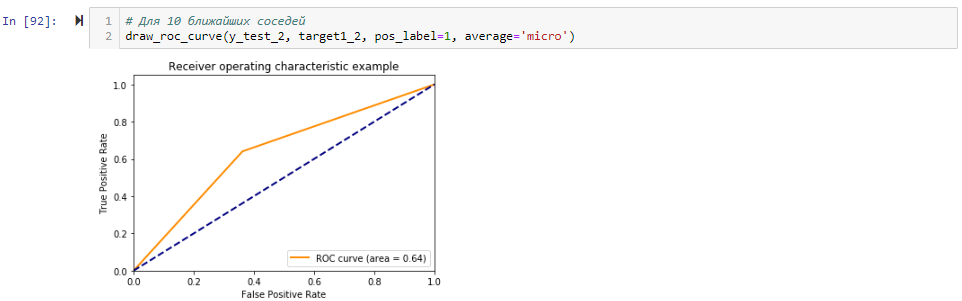 In [92]:
1 # Для 10 ближайших соседей
2 draw_roc_curve(y_test_2, target1_2, pos_label=1, average='micro')
Receiver operating characteristic example
True Positive Rate
1.0
0.8
0.6
0.4
0.2
0.0
ROC curve (area = 0.64)
0.0 0.2 0.4 0.6 0.8 1.0
False Positive Rate